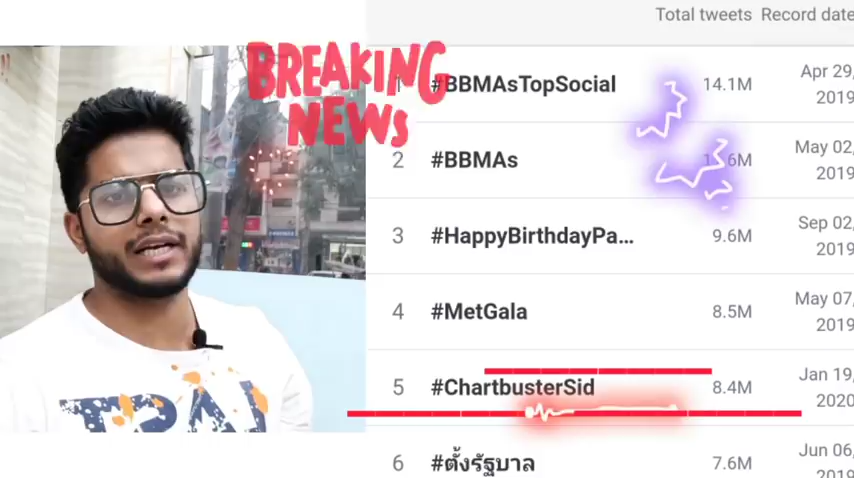 Total tweets Record date
BREAKING
NEWS
#BBMAsTopSocial 14.1M Apr 29,
2019
2 #BBMAs May 02,
2019
3 #HappyBirthdayPa... 9.6M Sep 02,
2019
4 #MetGala 8.5M May 07,
2019
5 #ChartbusterSid 8.4M Jan 19,
2020
6 #ตั้งรัฐบาล 7.6M Jun 06,
2019